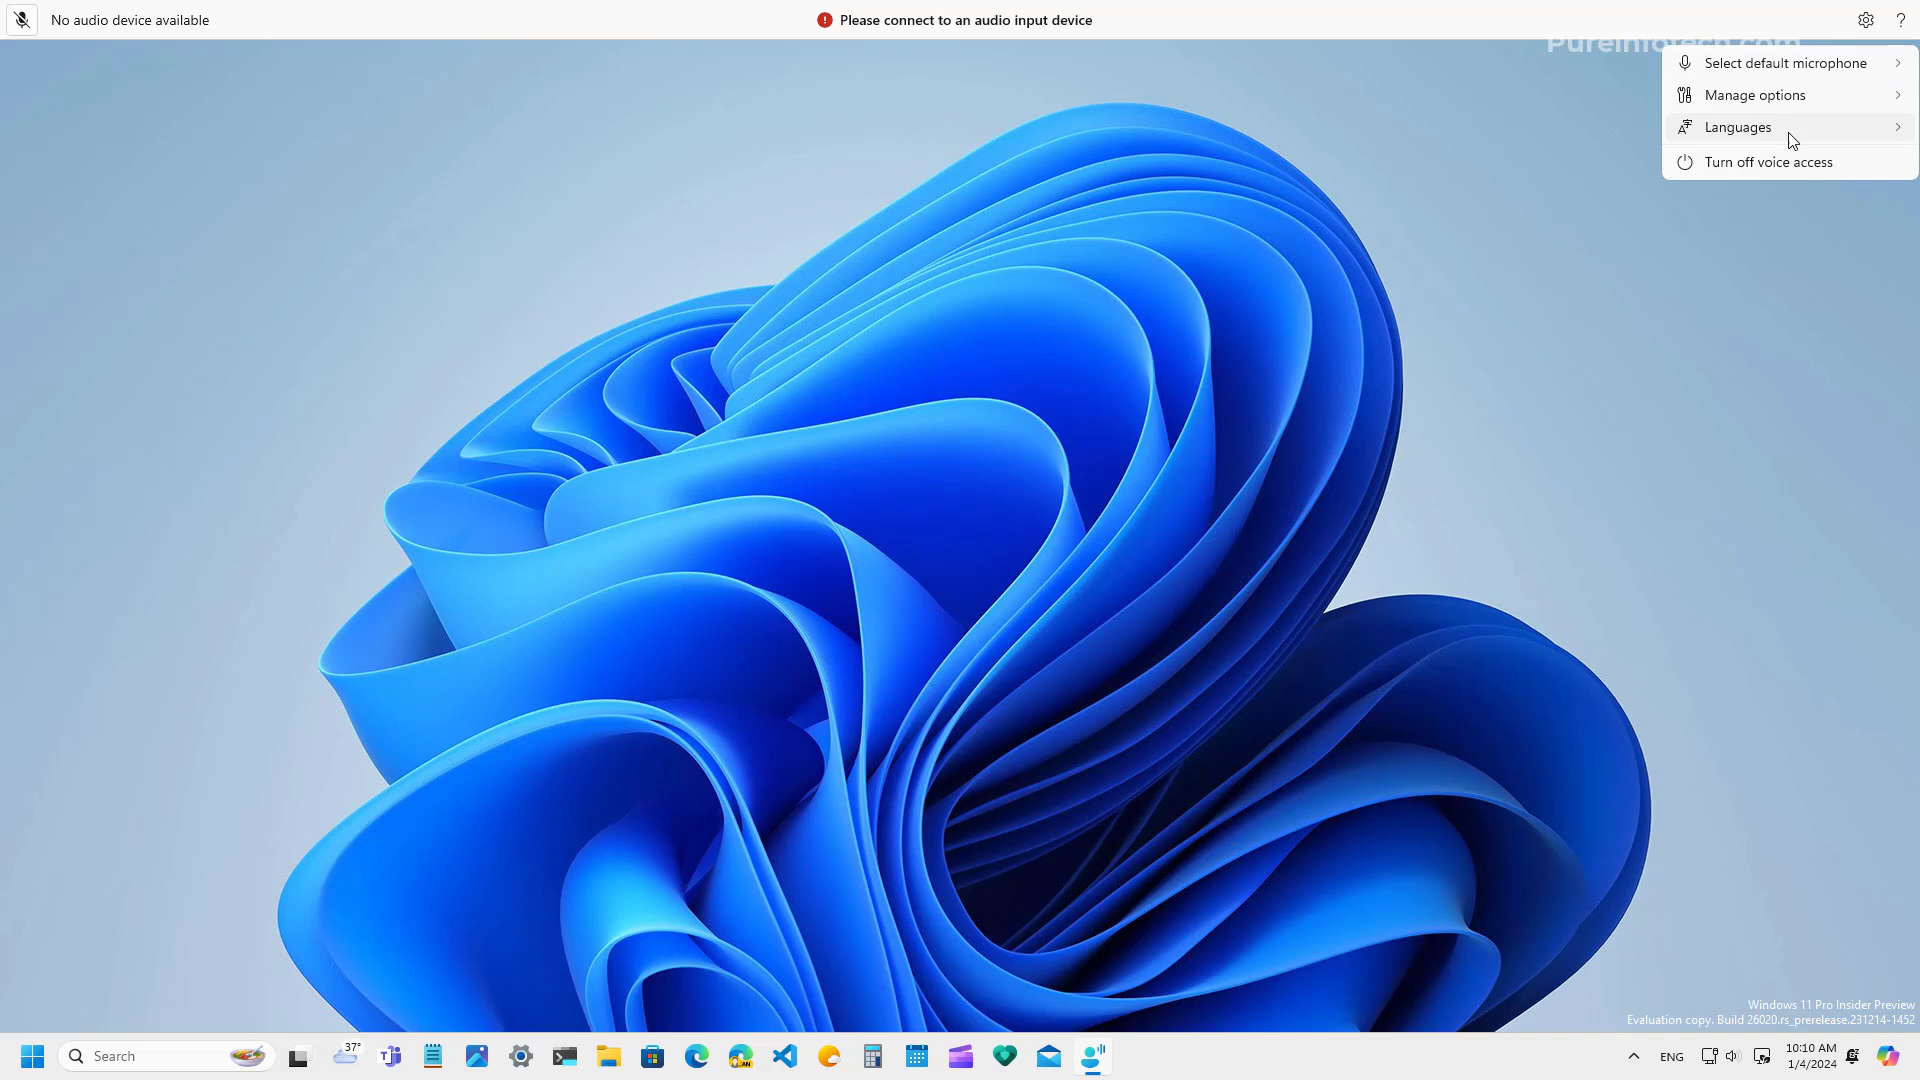 No audio device available
Please connect to an audio input device
?
Pureinfotech.com
Select default microphone
Manage options
Languages
Turn off voice access
Windows 11 Pro Insider Preview
Evaluation copy. Build 26020.rs_prerelease.231214-1452
Search
37°
ENG
10:10 AM
1/4/2024